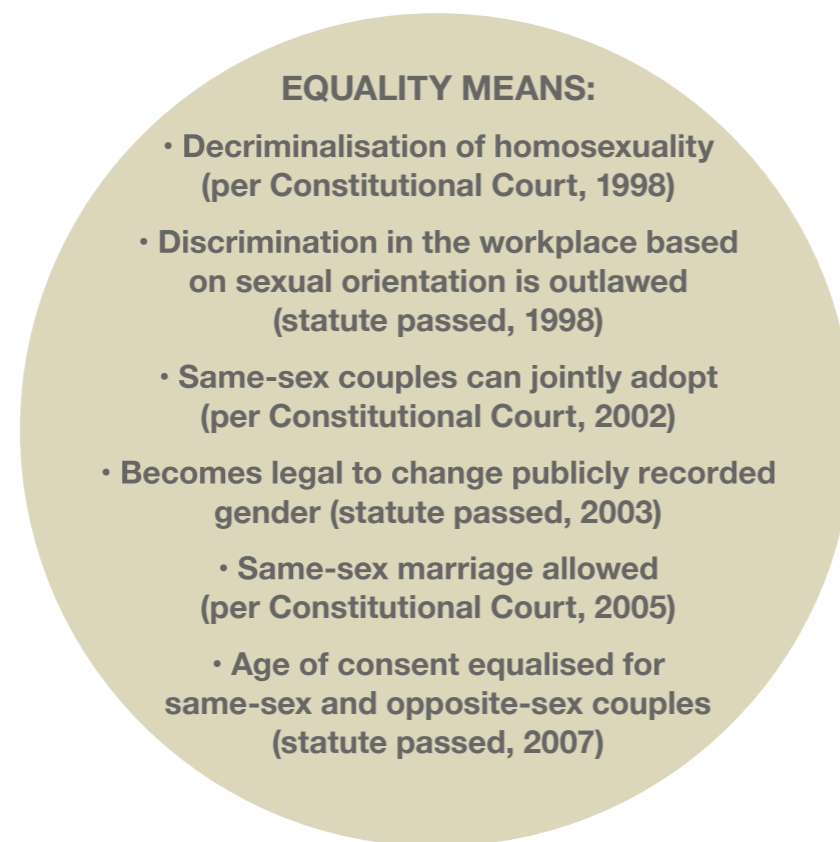 EQUALITY MEANS:
• Decriminalisation of homosexuality
(per Constitutional Court, 1998)
• Discrimination in the workplace based
on sexual orientation is outlawed
(statute passed, 1998)
• Same-sex couples can jointly adopt
(per Constitutional Court, 2002)
• Becomes legal to change publicly recorded
gender (statute passed, 2003)
• Same-sex marriage allowed
(per Constitutional Court, 2005)
• Age of consent equalised for
same-sex and opposite-sex couples
(statute passed, 2007)